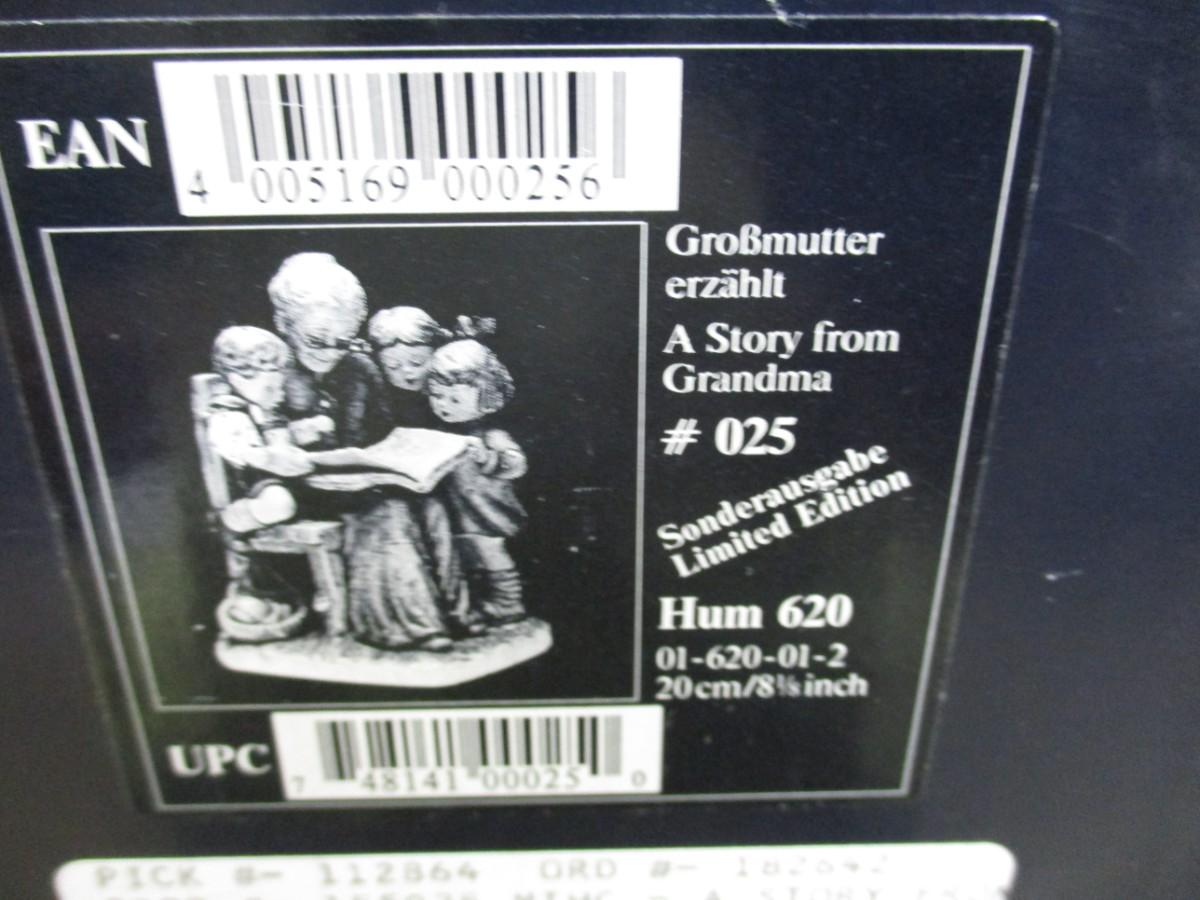 EAN
4 005169 000256
Großmutter
erzählt
A Story from
Grandma
# 025
Sonderausgabe
Limited Edition
Hum 620
01-620-01-2
20cm/8⅛inch
UPC
7 48141 00025 0
PICK #- 112864 ORD #-
A STORY